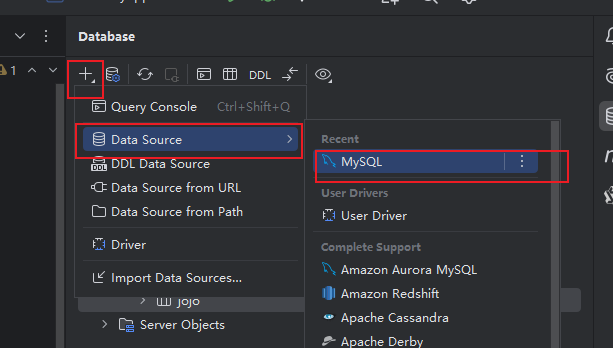 Database
1
DDL
Query Console Ctrl+Shift+Q
Data Source
DDL Data Source
Data Source from URL
Data Source from Path
Driver
Import Data Sources...
jojo
Server Objects
Recent
MySQL
User Drivers
User Driver
Complete Support
Amazon Aurora MySQL
Amazon Redshift
Apache Cassandra
Apache Derby